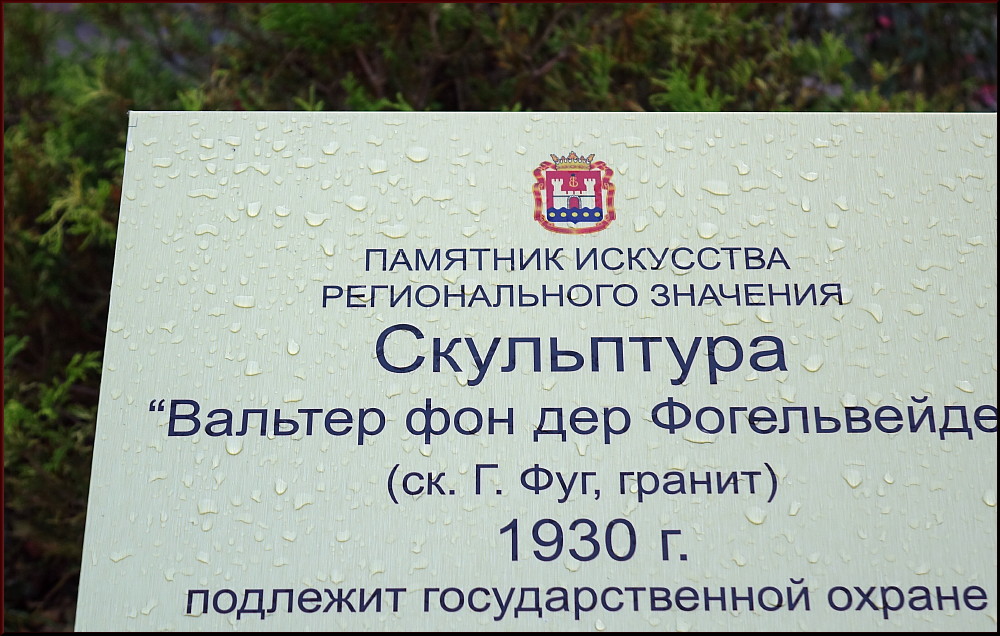 ПАМЯТНИК ИСКУССТВА
РЕГИОНАЛЬНОГО ЗНАЧЕНИЯ
Скульптура
“Вальтер фон дер Фогельвейде
(ск. Г. Фуг, гранит)
1930 г.
подлежит государственной охране